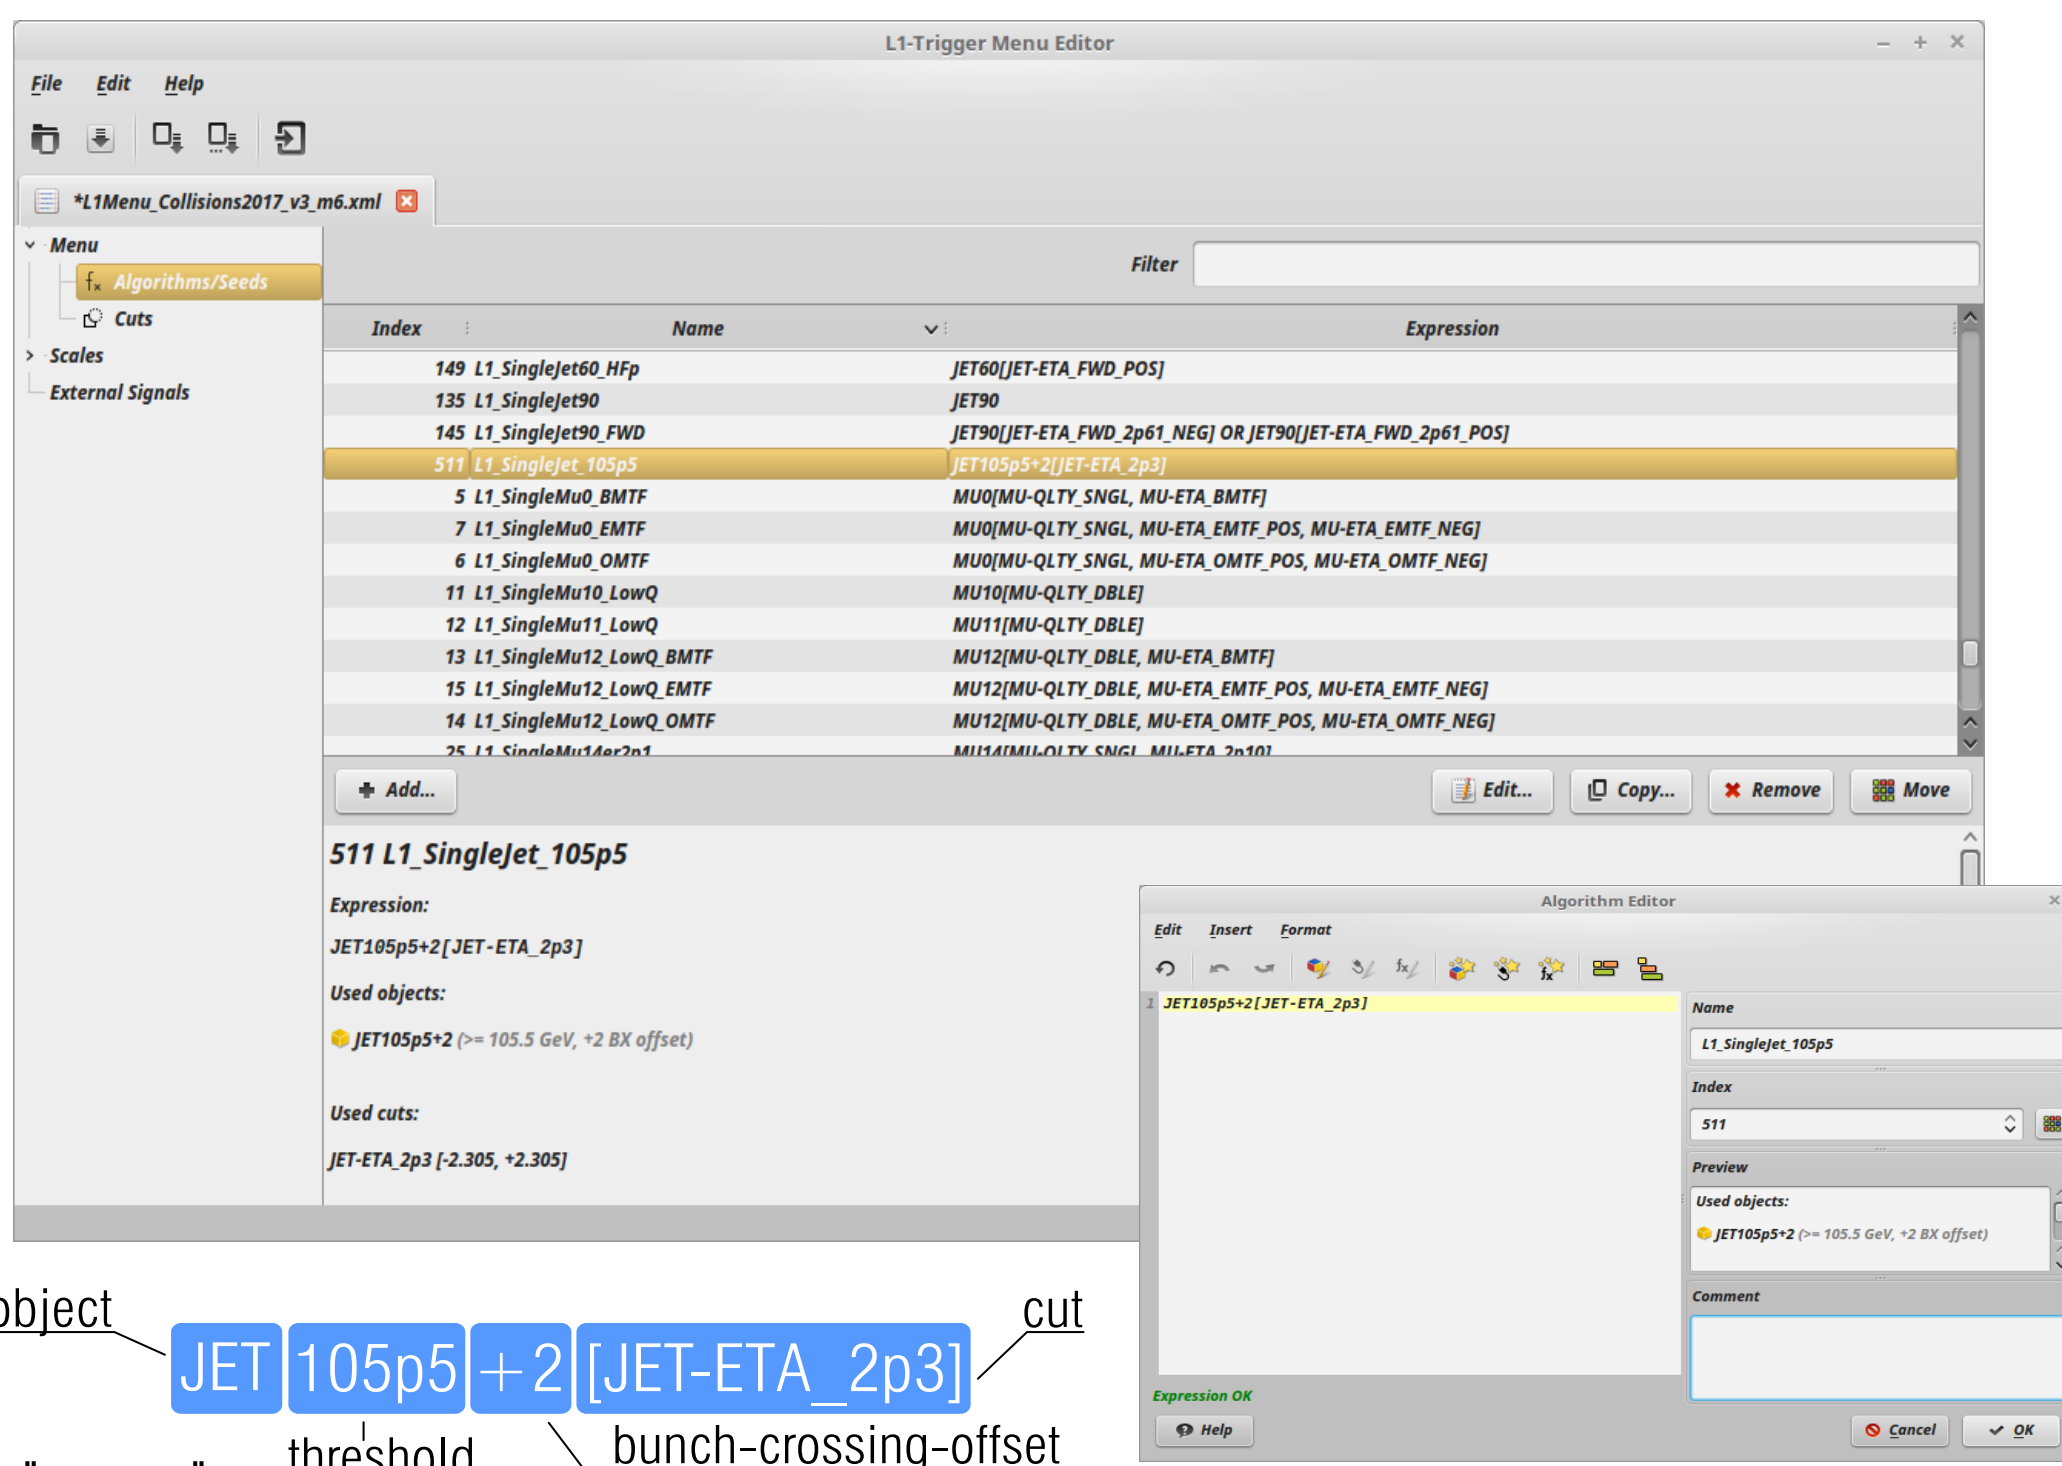 L1-Trigger Menu Editor
File Edit Help
*L1Menu_Collisions2017_v3_m6.xml
Menu
Algorithms/Seeds
Cuts
Scales
External Signals
Filter
Index Name Expression
149 L1_SingleJet60_HFp JET60[JET-ETA_FWD_POS]
135 L1_SingleJet90 JET90
145 L1_SingleJet90_FWD JET90[JET-ETA_FWD_2p61_NEG] OR JET90[JET-ETA_FWD_2p61_POS]
511 L1_SingleJet_105p5 JET105p5+2[JET-ETA_2p3]
5 L1_SingleMu0_BMTF MU0[MU-QLTY_SNGL, MU-ETA_BMTF]
7 L1_SingleMu0_EMTF MU0[MU-QLTY_SNGL, MU-ETA_EMTF_POS, MU-ETA_EMTF_NEG]
6 L1_SingleMu0_OMTF MU0[MU-QLTY_SNGL, MU-ETA_OMTF_POS, MU-ETA_OMTF_NEG]
11 L1_SingleMu10_LowQ MU10[MU-QLTY_DBLE]
12 L1_SingleMu11_LowQ MU11[MU-QLTY_DBLE]
13 L1_SingleMu12_LowQ_BMTF MU12[MU-QLTY_DBLE, MU-ETA_BMTF]
15 L1_SingleMu12_LowQ_EMTF MU12[MU-QLTY_DBLE, MU-ETA_EMTF_POS, MU-ETA_EMTF_NEG]
14 L1_SingleMu12_LowQ_OMTF MU12[MU-QLTY_DBLE, MU-ETA_OMTF_POS, MU-ETA_OMTF_NEG]
25 L1_SingleMu14er2p1 MU14[MU-QLTY_SNGL, MU-ETA_2p10]
Add... Edit... Copy... Remove Move
511 L1_SingleJet_105p5
Expression:
JET105p5+2[JET-ETA_2p3]
Used objects:
JET105p5+2 (>= 105.5 GeV, +2 BX offset)
Used cuts:
JET-ETA_2p3 [-2.305, +2.305]
Algorithm Editor
Edit Insert Format
1 JET105p5+2[JET-ETA_2p3]
Name
L1_SingleJet_105p5
Index
511
Preview
Used objects:
JET105p5+2 (>= 105.5 GeV, +2 BX offset)
Comment
Expression OK
Help Cancel OK
object cut
JET 105p5 +2 [JET-ETA_2p3]
threshold bunch-crossing-offset